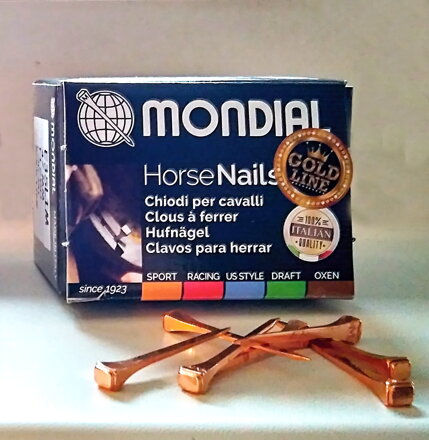 MONDIAL
HorseNails
Chiodi per cavalli
Clous à ferrer
Hufnägel
Clavos para herrar
GOLD
LINE
100%
ITALIAN
QUALITY
SPORT RACING US STYLE DRAFT OXEN
since 1923
MONDIAL